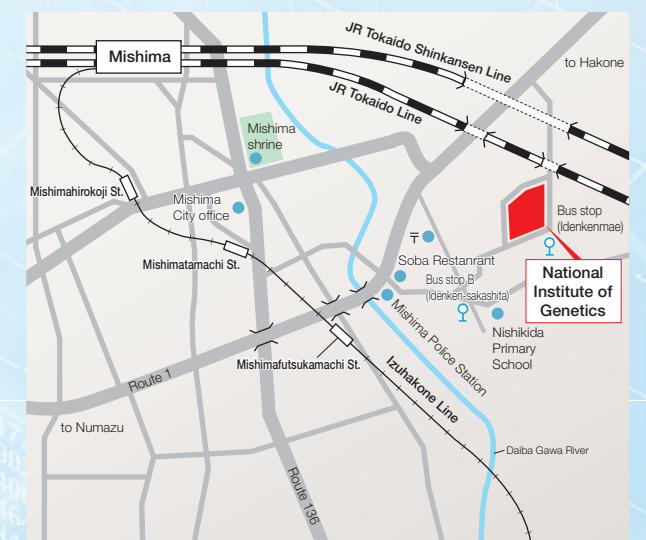 JR Tokaido Shinkansen Line
Mishima
to Hakone
JR Tokaido Line
Mishima
shrine
Mishimahirokoji St.
Mishima
City office
Bus stop
(Idenkenmae)
〒
Mishimatamachi St.
Soba Restanrant
Bus stop B
(Idenken-sakashita)
National
Institute of
Genetics
Mishima Police Station
Nishikida
Primary
School
Mishimafutsukamachi St.
Route 1
Izuhakone Line
to Numazu
Daiba Gawa River
Route 136